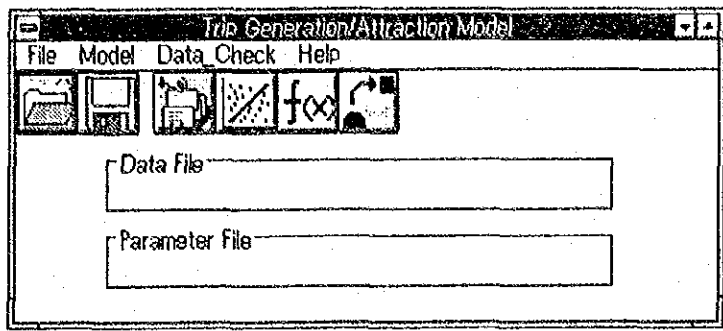 Trip Generation/Attraction Model
File Model Data_Check Help
f(x)
Data File
Parameter File